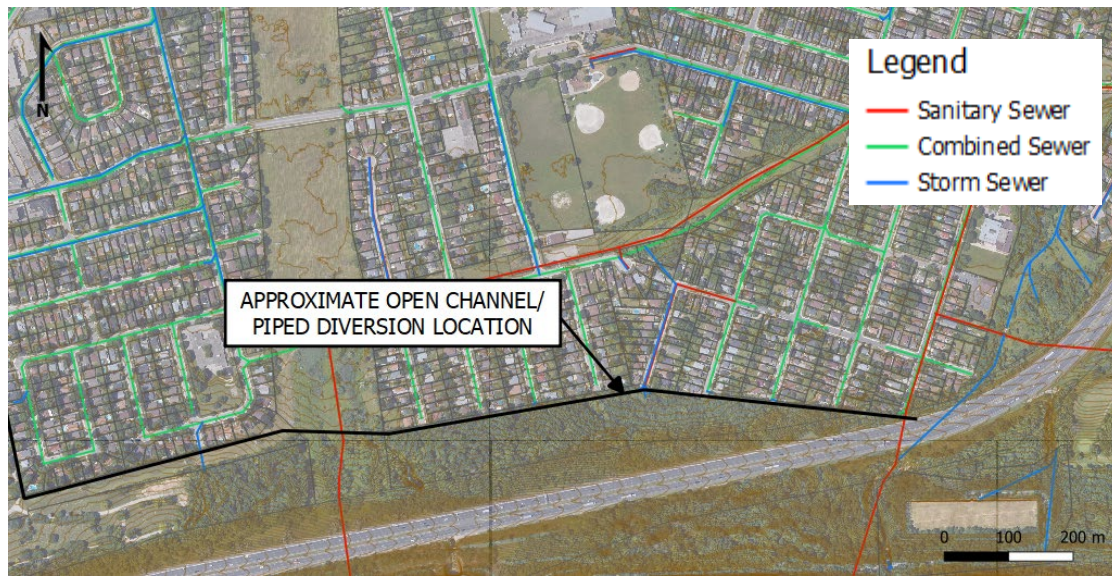 N
Legend
Sanitary Sewer
Combined Sewer
Storm Sewer
APPROXIMATE OPEN CHANNEL/
PIPED DIVERSION LOCATION
0 100 200 m